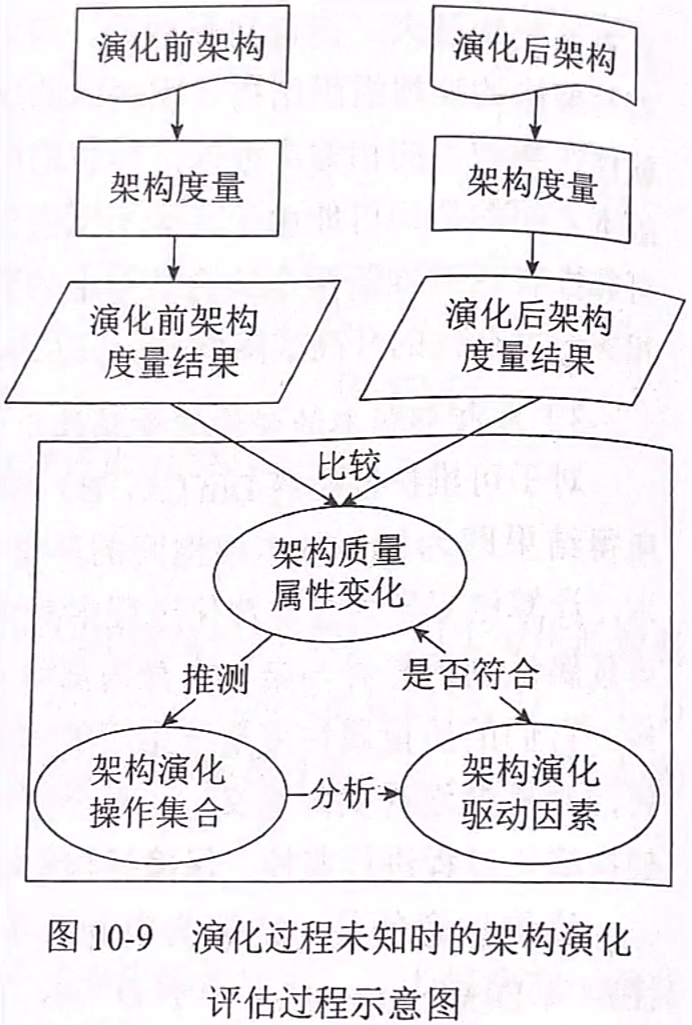 演化前架构
演化后架构
架构度量
架构度量
演化前架构
度量结果
演化后架构
度量结果
比较
架构质量
属性变化
推测
是否符合
架构演化
操作集合
分析
架构演化
驱动因素
图 10-9 演化过程未知时的架构演化
评估过程示意图